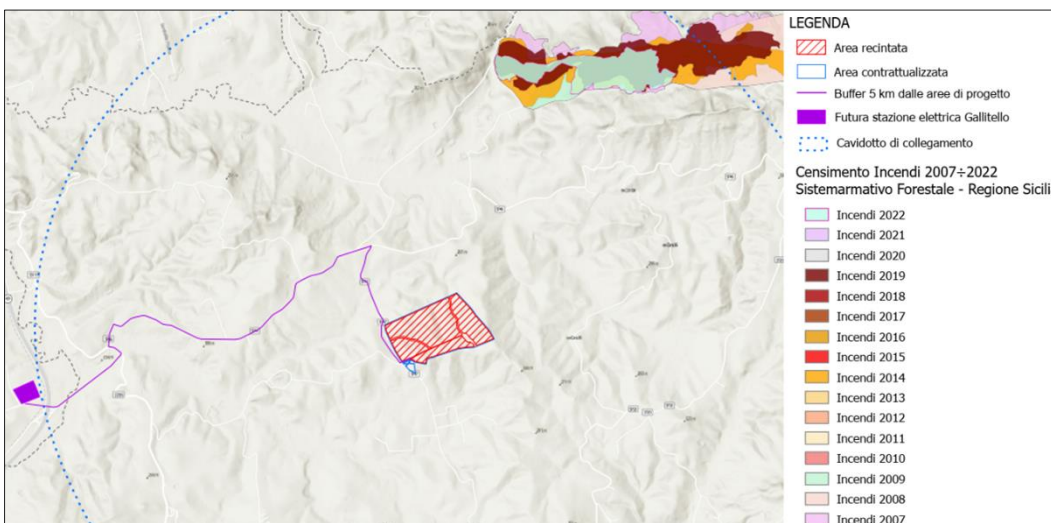 LEGENDA
Area recintata
Area contrattualizzata
Buffer 5 km dalle aree di progetto
Futura stazione elettrica Gallitello
Cavidotto di collegamento
Censimento Incendi 2007÷2022
Sistemarmativo Forestale - Regione Sicili
Incendi 2022
Incendi 2021
Incendi 2020
Incendi 2019
Incendi 2018
Incendi 2017
Incendi 2016
Incendi 2015
Incendi 2014
Incendi 2013
Incendi 2012
Incendi 2011
Incendi 2010
Incendi 2009
Incendi 2008
Incendi 2007